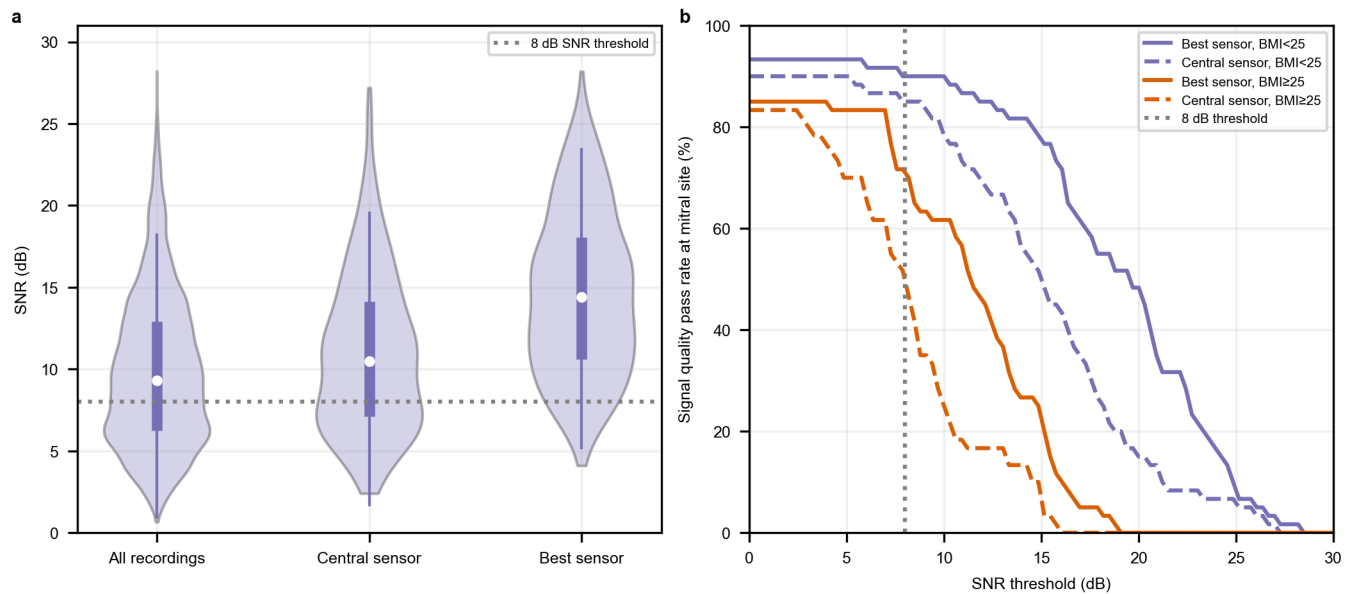 a
30
25
20
15
10
5
0
SNR (dB)
8 dB SNR threshold
All recordings
Central sensor
Best sensor
b
100
80
60
40
20
0
Signal quality pass rate at mitral site (%)
Best sensor, BMI<25
Central sensor, BMI<25
Best sensor, BMI≥25
Central sensor, BMI≥25
8 dB threshold
0
5
10
15
20
25
30
SNR threshold (dB)